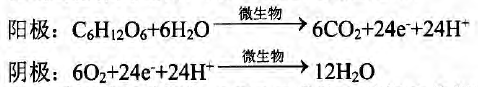 阳极：C₆H₁₂O₆+6H₂O 微生物→ 6CO₂+24e⁻+24H⁺
阴极：6O₂+24e⁻+24H⁺ 微生物→ 12H₂O